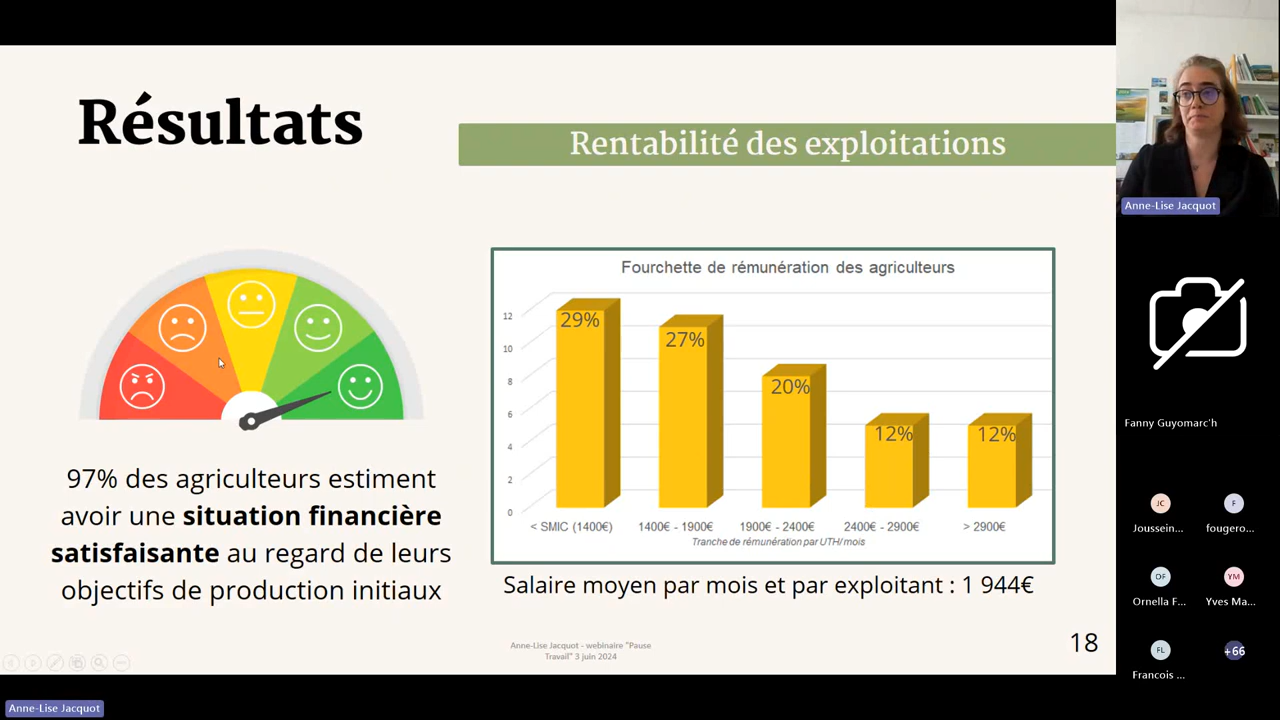 Résultats
Rentabilité des exploitations
97% des agriculteurs estiment
avoir une situation financière
satisfaisante au regard de leurs
objectifs de production initiaux
Fourchette de rémunération des agriculteurs
12
10
8
6
4
2
0
29%
27%
20%
12%
12%
< SMIC (1400€)
1400€ - 1900€
1900€ - 2400€
2400€ - 2900€
> 2900€
Tranche de rémunération par UTH/ mois
Salaire moyen par mois et par exploitant : 1 944€
Anne-Lise Jacquot - webinaire "Pause
Travail" 3 juin 2024
18
Anne-Lise Jacquot
Anne-Lise Jacquot
Fanny Guyomarc'h
JC
Joussein...
F
fougero...
OF
Ornella F...
YM
Yves Ma...
FL
Francois ...
+66